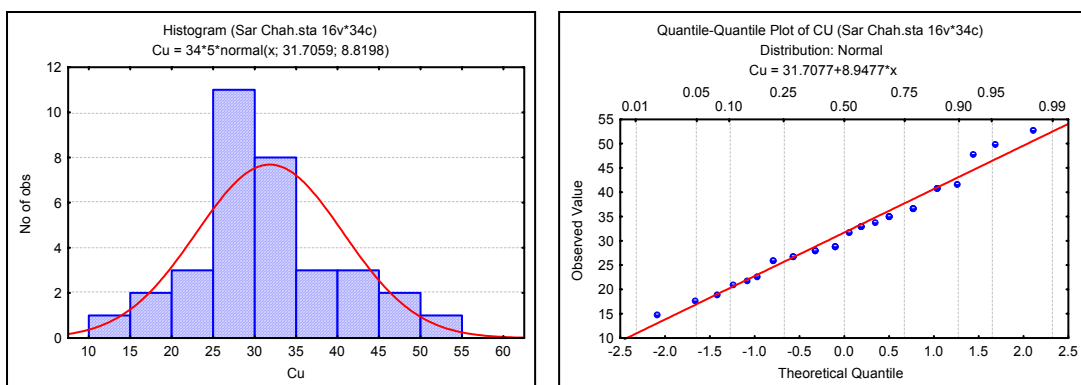 Histogram (Sar Chah.sta 16v*34c)
Cu = 34*5*normal(x; 31.7059; 8.8198)
12
10
8
6
4
2
0
No of obs
10 15 20 25 30 35 40 45 50 55 60
Cu
Quantile-Quantile Plot of CU (Sar Chah.sta 16v*34c)
Distribution: Normal
Cu = 31.7077+8.9477*x
0.01 0.05 0.10 0.25 0.50 0.75 0.90 0.95 0.99
55
50
45
40
35
30
25
20
15
10
Observed Value
-2.5 -2.0 -1.5 -1.0 -0.5 0.0 0.5 1.0 1.5 2.0 2.5
Theoretical Quantile